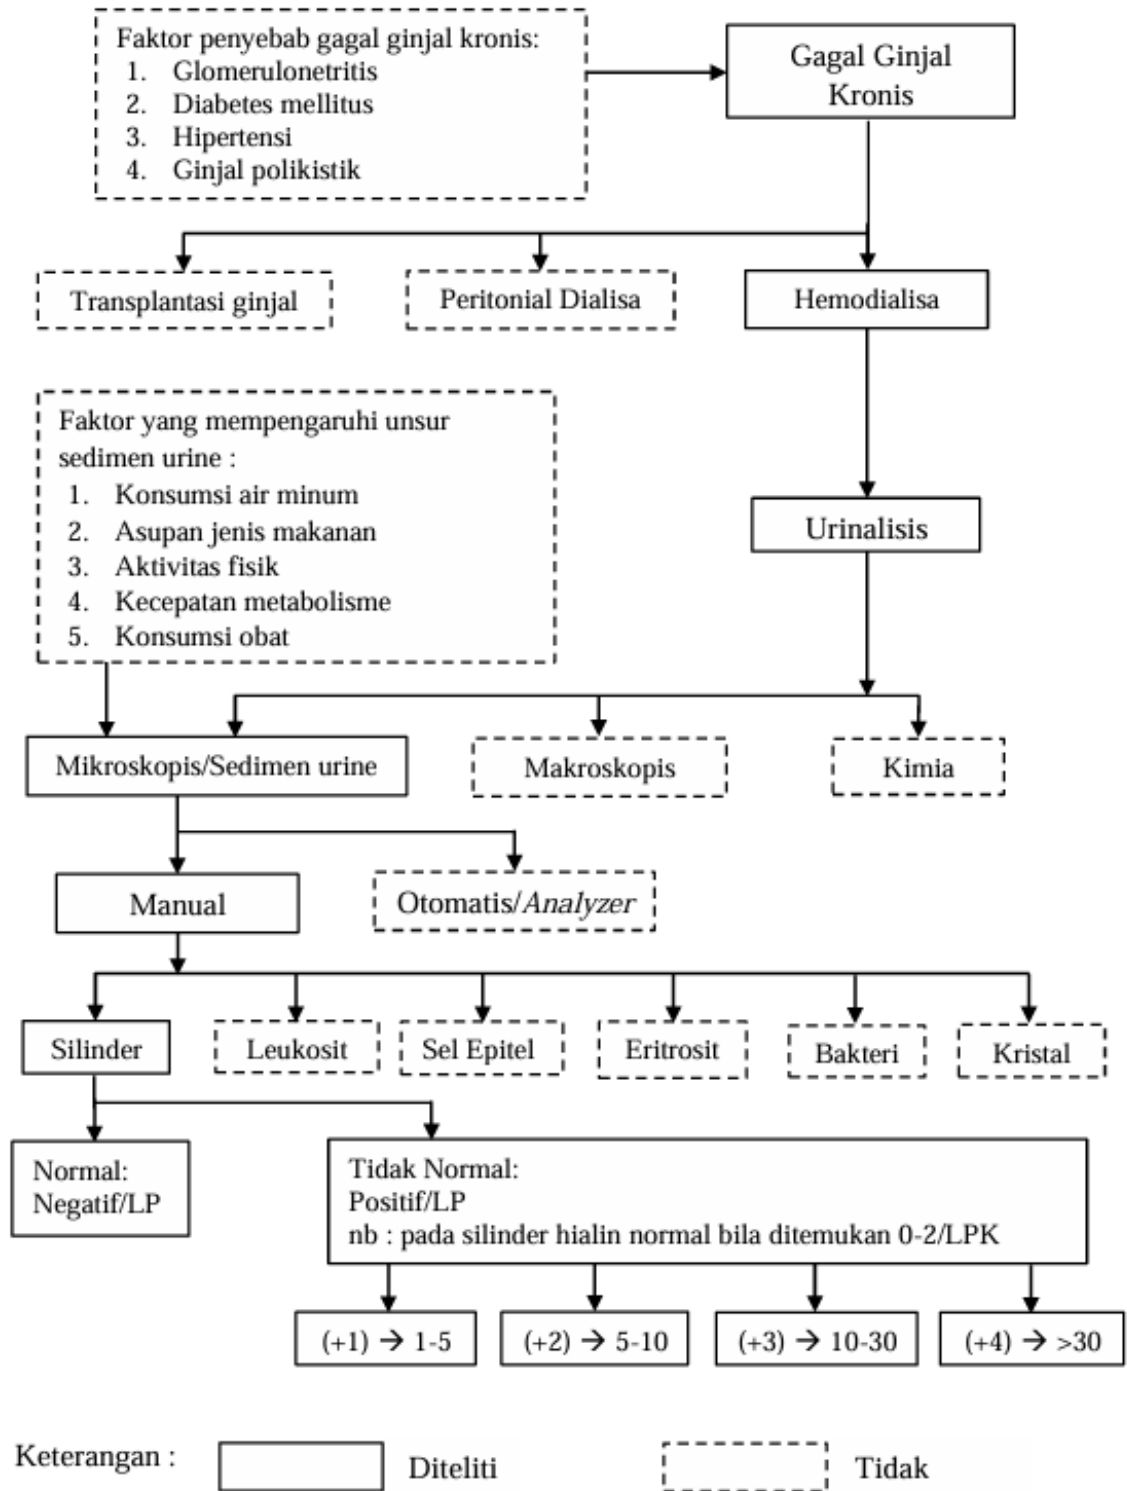 Faktor penyebab gagal ginjal kronis:
1. Glomerulonetritis
2. Diabetes mellitus
3. Hipertensi
4. Ginjal polikistik
Gagal Ginjal
Kronis
Transplantasi ginjal
Peritonial Dialisa
Hemodialisa
Faktor yang mempengaruhi unsur
sedimen urine :
1. Konsumsi air minum
2. Asupan jenis makanan
3. Aktivitas fisik
4. Kecepatan metabolisme
5. Konsumsi obat
Urinalisis
Mikroskopis/Sedimen urine
Makroskopis
Kimia
Manual
Otomatis/Analyzer
Silinder
Leukosit
Sel Epitel
Eritrosit
Bakteri
Kristal
Normal:
Negatif/LP
Tidak Normal:
Positif/LP
nb : pada silinder hialin normal bila ditemukan 0-2/LPK
(+1) → 1-5
(+2) → 5-10
(+3) → 10-30
(+4) → >30
Keterangan :
Diteliti
Tidak